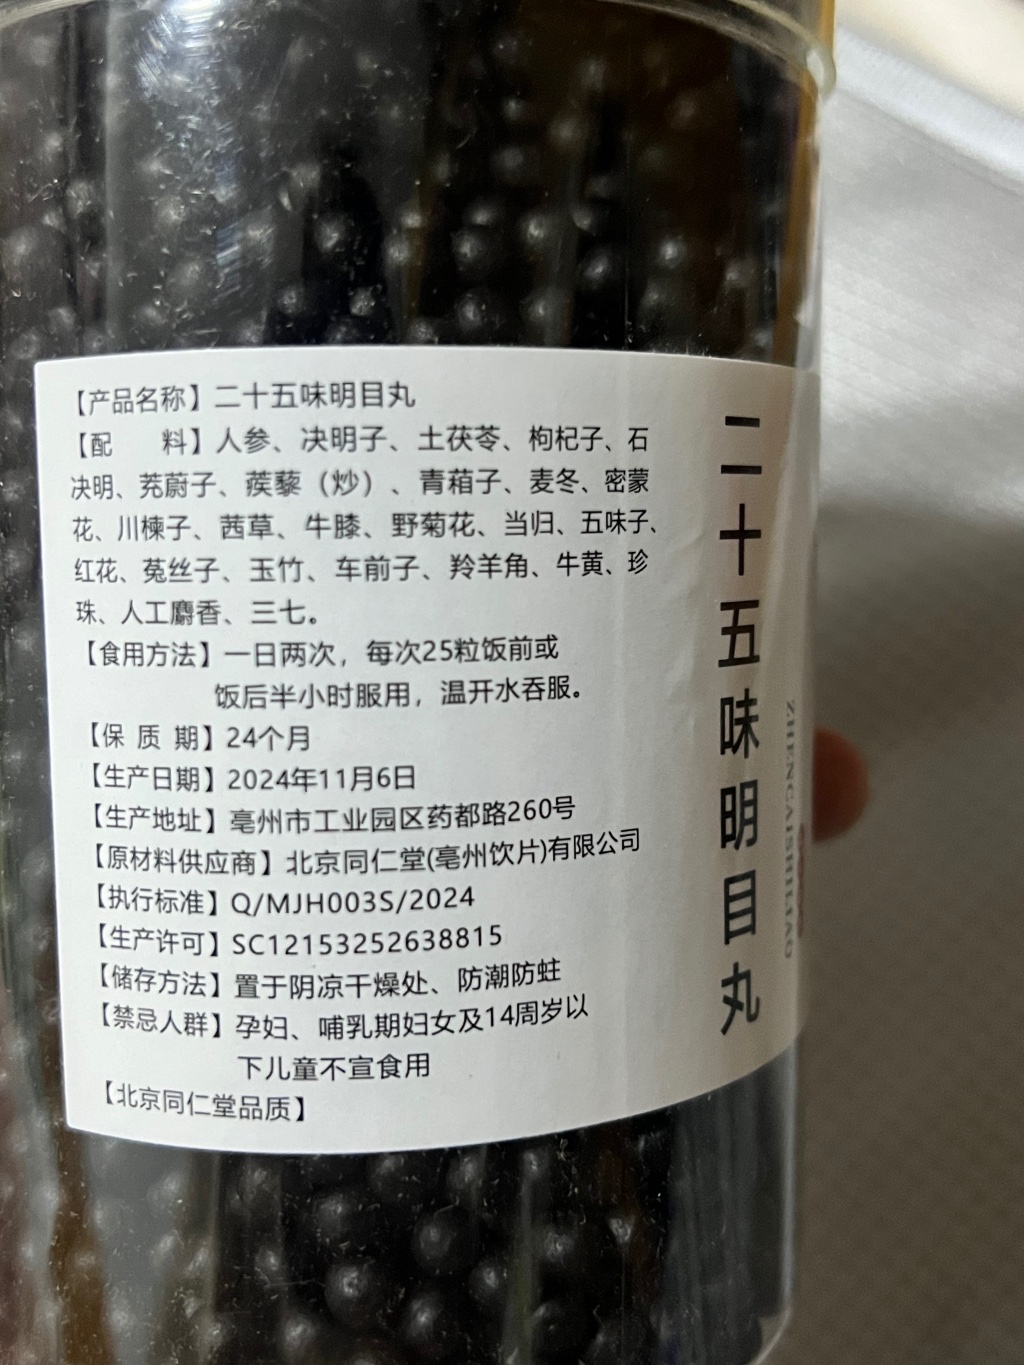 【产品名称】二十五味明目丸
【配 料】人参、决明子、土茯苓、枸杞子、石
决明、茺蔚子、蒺藜（炒）、青葙子、麦冬、密蒙
花、川楝子、茜草、牛膝、野菊花、当归、五味子、
红花、菟丝子、玉竹、车前子、羚羊角、牛黄、珍
珠、人工麝香、三七。
【食用方法】一日两次，每次25粒饭前或
饭后半小时服用，温开水吞服。
【保 质 期】24个月
【生产日期】2024年11月6日
【生产地址】亳州市工业园区药都路260号
【原材料供应商】北京同仁堂(亳州饮片)有限公司
【执行标准】Q/MJH003S/2024
【生产许可】SC12153252638815
【储存方法】置于阴凉干燥处、防潮防蛀
【禁忌人群】孕妇、哺乳期妇女及14周岁以
下儿童不宣食用
【北京同仁堂品质】
二十五味明目丸
ZHENCAISHILIAO